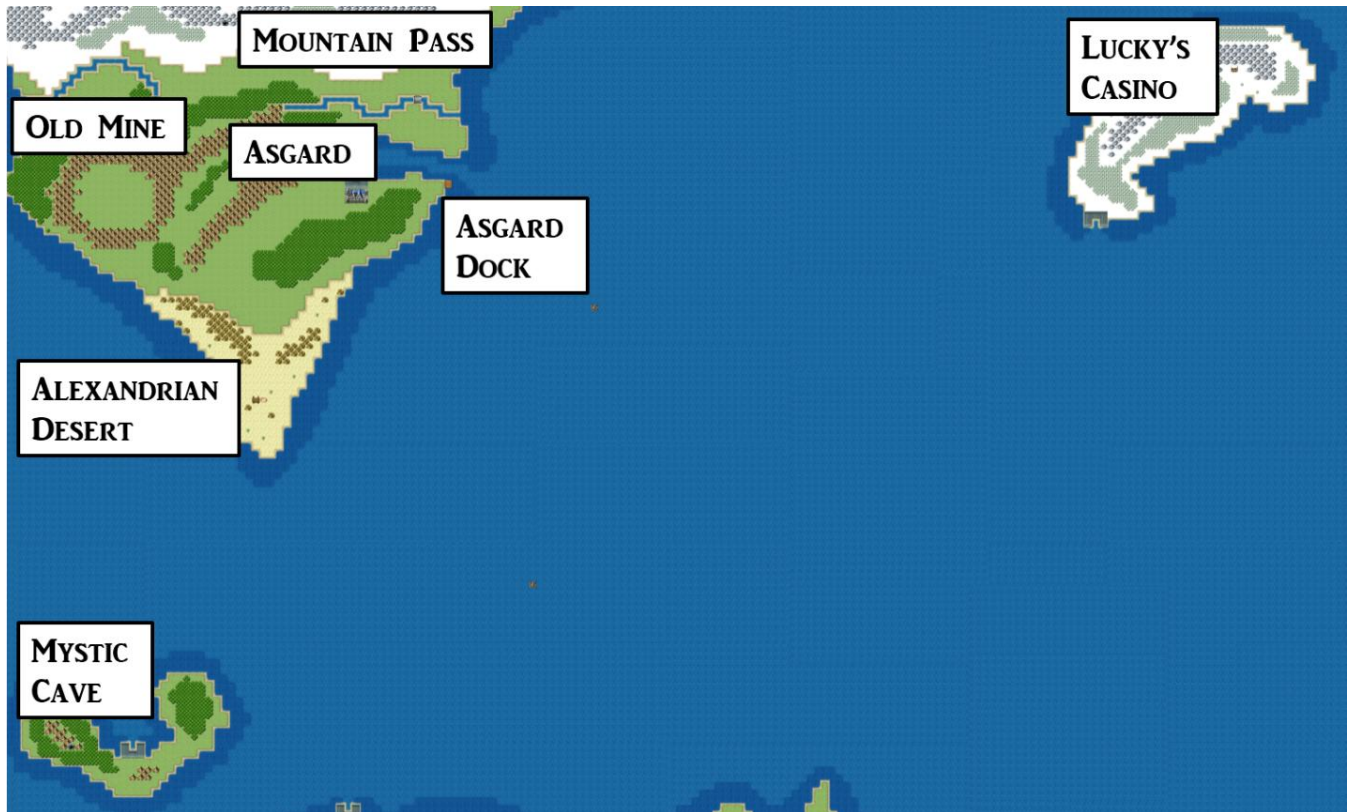 MOUNTAIN PASS
LUCKY'S
CASINO
OLD MINE
ASGARD
ASGARD
DOCK
ALEXANDRIAN
DESERT
MYSTIC
CAVE